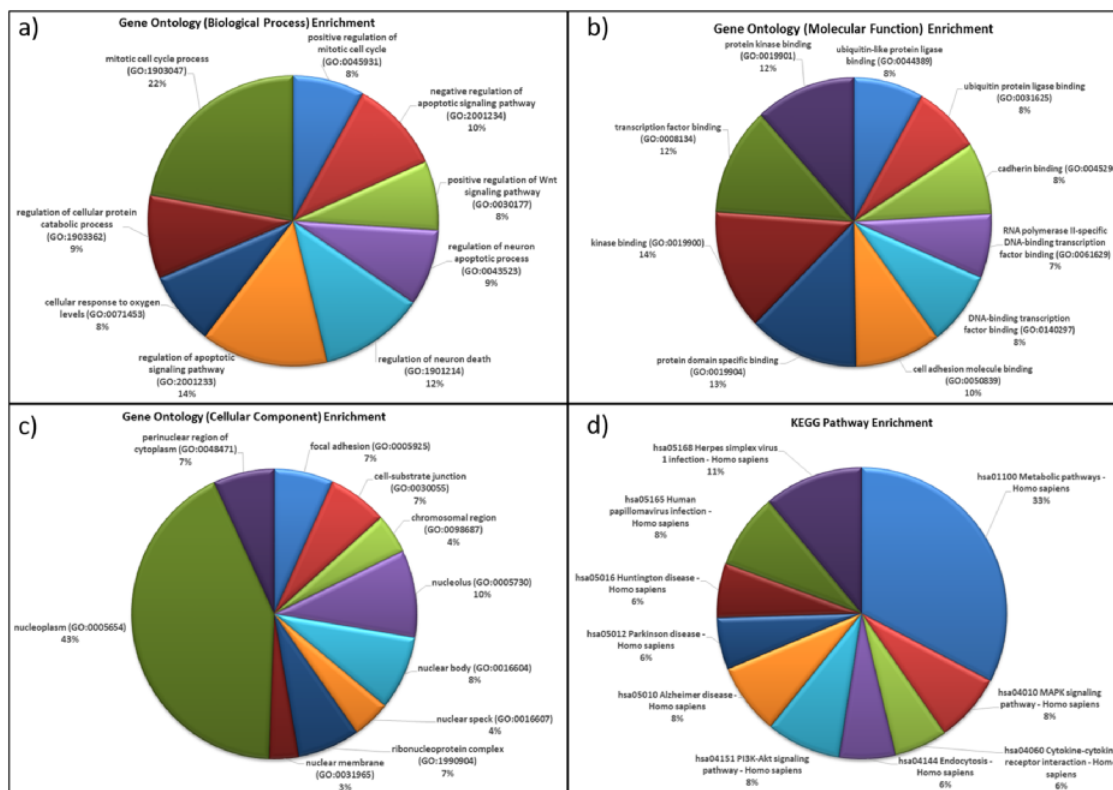 a)
Gene Ontology (Biological Process) Enrichment
positive regulation of
mitotic cell cycle
(GO:0045931)
8%
negative regulation of
apoptotic signaling pathway
(GO:2001234)
10%
positive regulation of Wnt
signaling pathway
(GO:0030177)
8%
regulation of neuron
apoptotic process
(GO:0043523)
9%
regulation of neuron death
(GO:1901214)
12%
regulation of apoptotic
signaling pathway
(GO:2001233)
14%
cellular response to oxygen
levels (GO:0071453)
8%
regulation of cellular protein
catabolic process
(GO:1903362)
9%
mitotic cell cycle process
(GO:1903047)
22%
b)
Gene Ontology (Molecular Function) Enrichment
ubiquitin-like protein ligase
binding (GO:0044389)
8%
ubiquitin protein ligase binding
(GO:0031625)
8%
cadherin binding (GO:004529
8%
RNA polymerase II-specific
DNA-binding transcription
factor binding (GO:0061629)
7%
DNA-binding transcription
factor binding (GO:0140297)
8%
cell adhesion molecule binding
(GO:0050839)
10%
protein domain specific binding
(GO:0019904)
13%
kinase binding (GO:0019900)
14%
transcription factor binding
(GO:0008134)
12%
protein kinase binding
(GO:0019901)
12%
c)
Gene Ontology (Cellular Component) Enrichment
focal adhesion (GO:0005925)
7%
cell-substrate junction
(GO:0030055)
7%
chromosomal region
(GO:0098687)
4%
nucleolus (GO:0005730)
10%
nuclear body (GO:0016604)
8%
nuclear speck (GO:0016607)
4%
ribonucleoprotein complex
(GO:1990904)
7%
nuclear membrane
(GO:0031965)
3%
nucleoplasm (GO:0005654)
43%
perinuclear region of
cytoplasm (GO:0048471)
7%
d)
KEGG Pathway Enrichment
hsa01100 Metabolic pathways -
Homo sapiens
33%
hsa04010 MAPK signaling
pathway - Homo sapiens
8%
hsa04060 Cytokine-cytokin
receptor interaction - Hom
sapiens
6%
hsa04144 Endocytosis -
Homo sapiens
6%
hsa04151 PI3K-Akt signaling
pathway - Homo sapiens
8%
hsa05010 Alzheimer disease -
Homo sapiens
8%
hsa05012 Parkinson disease -
Homo sapiens
6%
hsa05016 Huntington disease -
Homo sapiens
6%
hsa05165 Human
papillomavirus infection -
Homo sapiens
8%
hsa05168 Herpes simplex virus
1 infection - Homo sapiens
11%